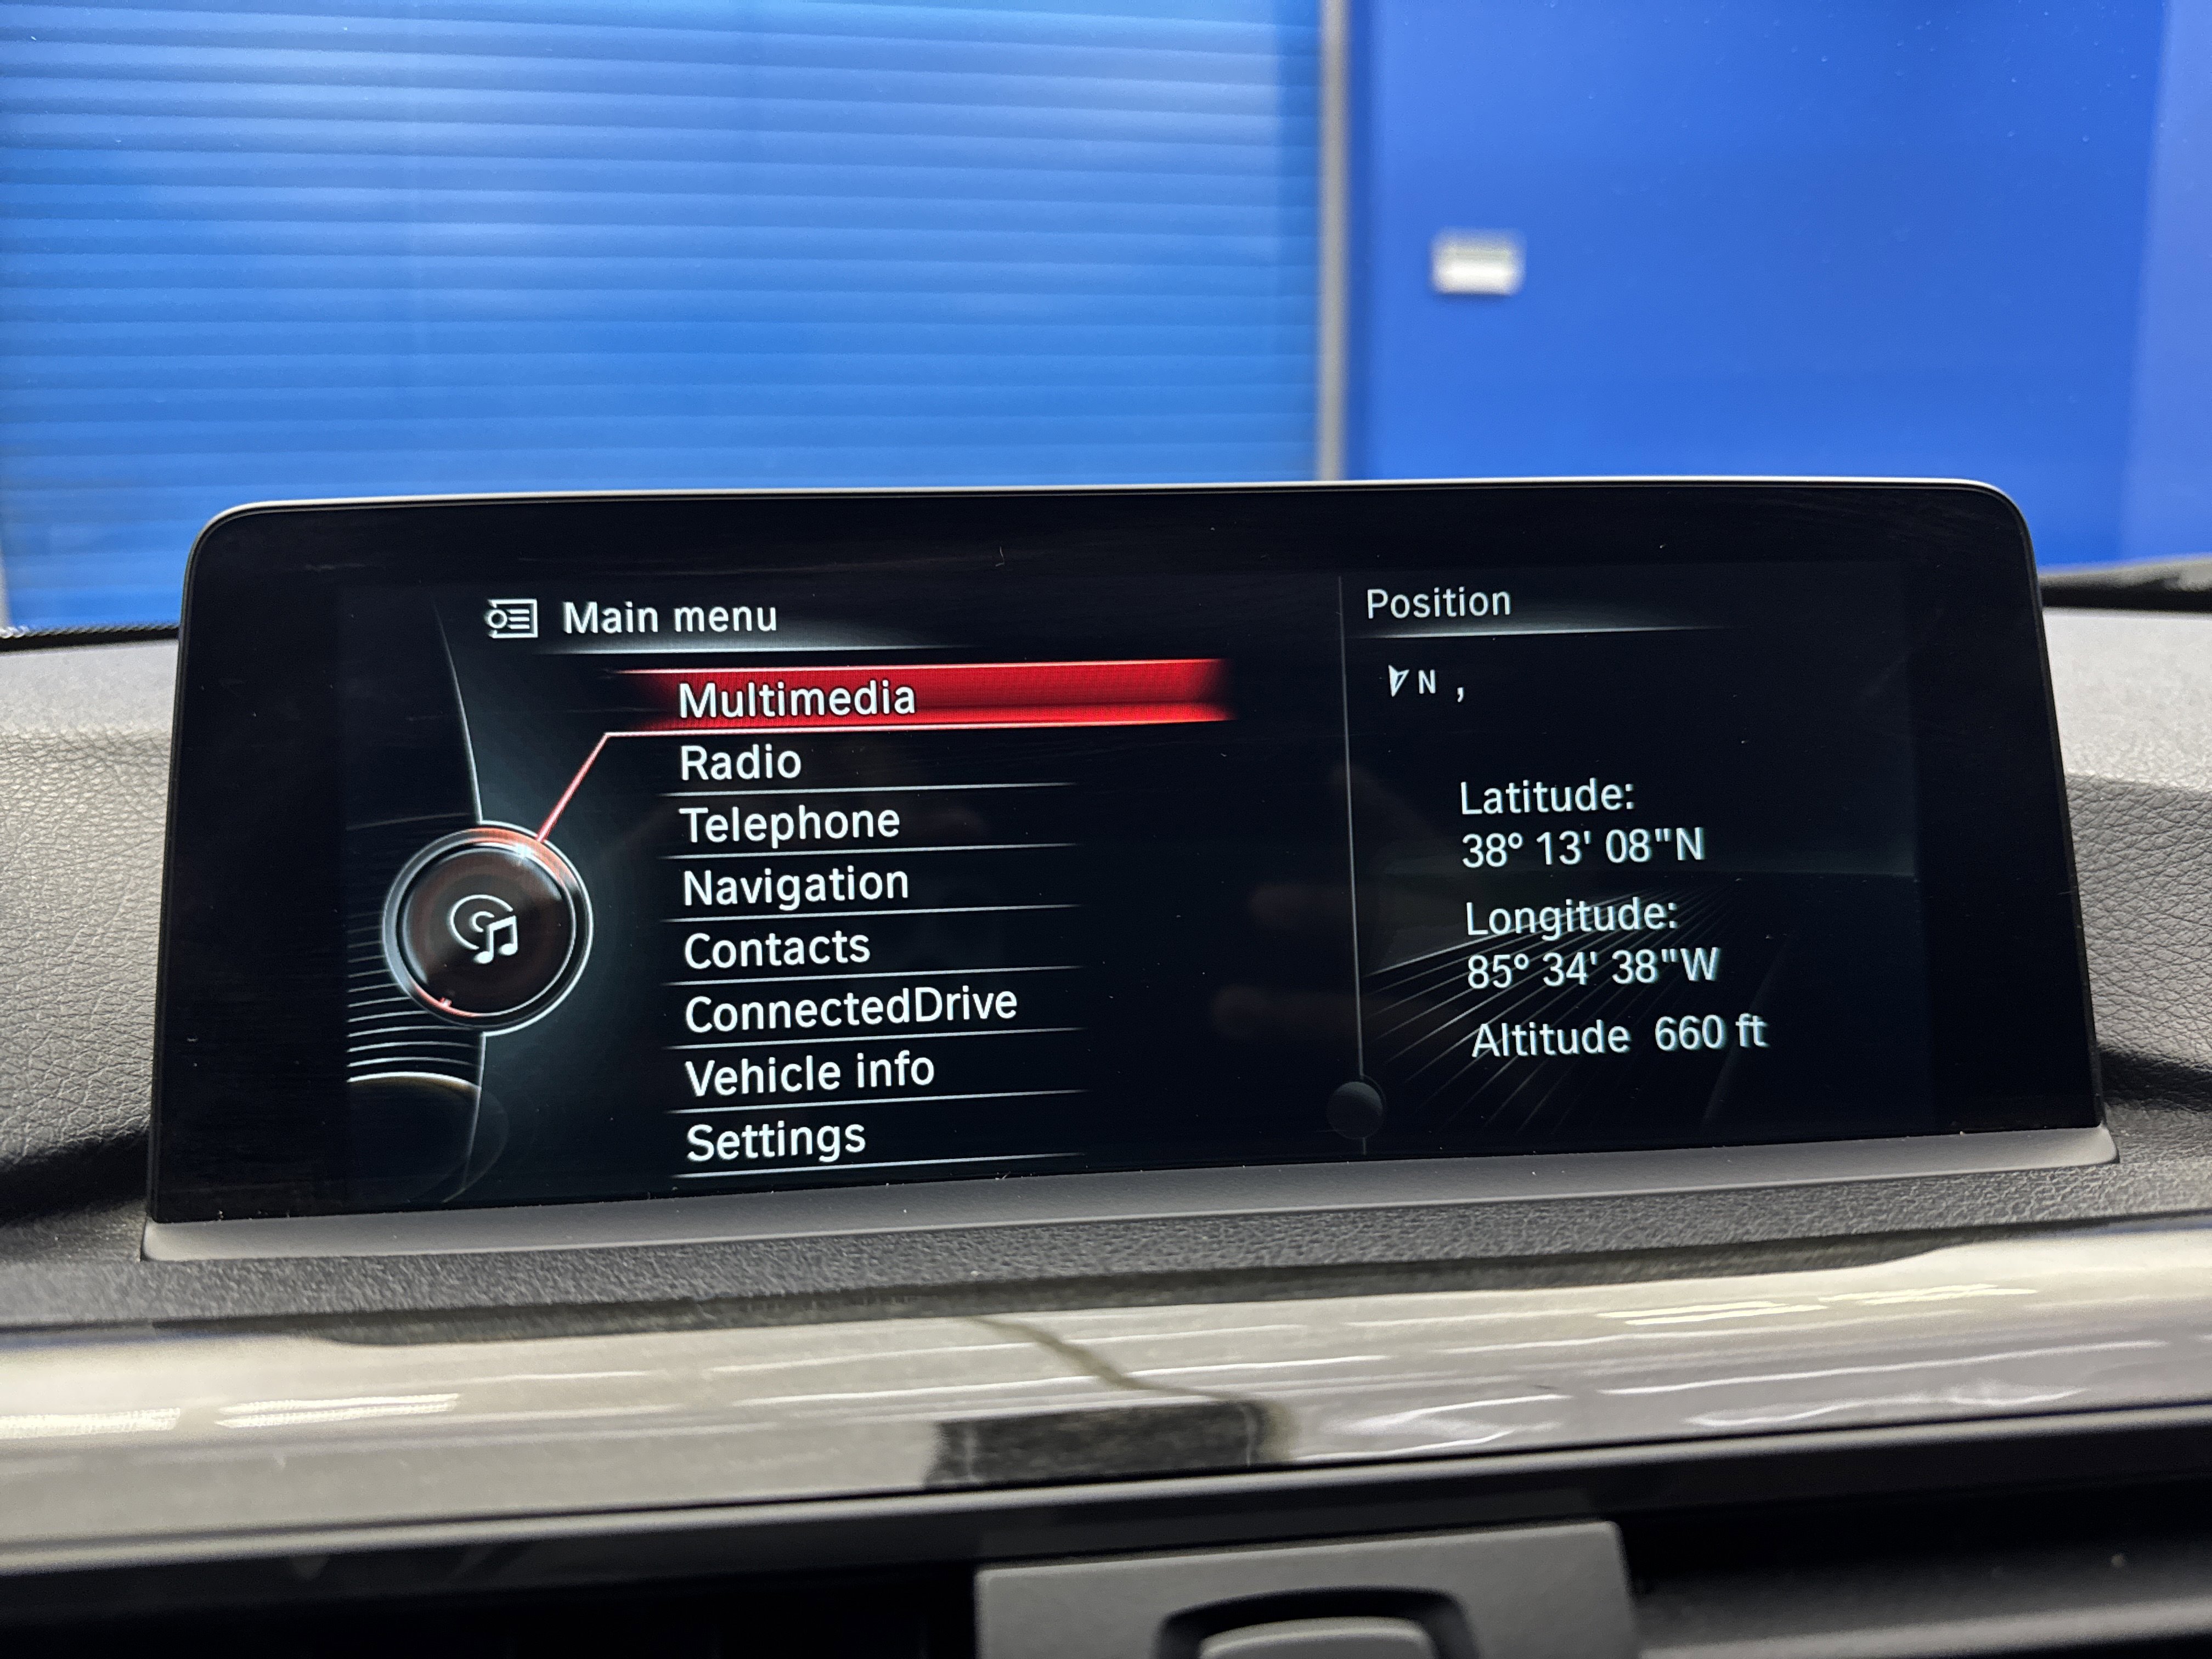 Main menu
Multimedia
Radio
Telephone
Navigation
Contacts
ConnectedDrive
Vehicle info
Settings
Position
N ,
Latitude:
38° 13' 08"N
Longitude:
85° 34' 38"W
Altitude 660 ft